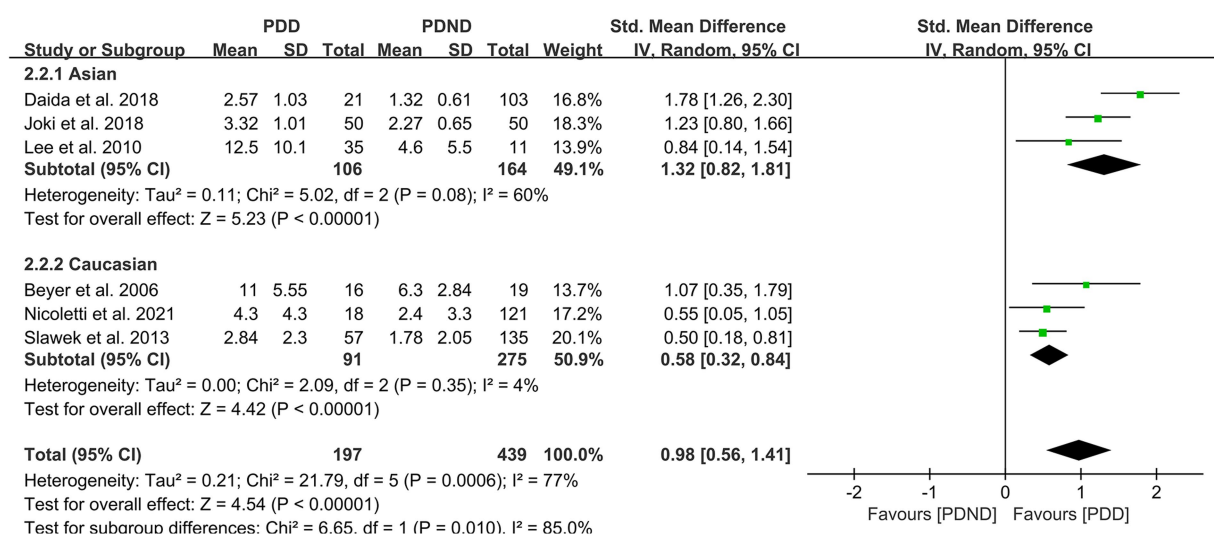 PDD PDND Std. Mean Difference Std. Mean Difference
Study or Subgroup Mean SD Total Mean SD Total Weight IV, Random, 95% CI IV, Random, 95% CI
2.2.1 Asian
Daida et al. 2018 2.57 1.03 21 1.32 0.61 103 16.8% 1.78 [1.26, 2.30]
Joki et al. 2018 3.32 1.01 50 2.27 0.65 50 18.3% 1.23 [0.80, 1.66]
Lee et al. 2010 12.5 10.1 35 4.6 5.5 11 13.9% 0.84 [0.14, 1.54]
Subtotal (95% CI) 106 164 49.1% 1.32 [0.82, 1.81]
Heterogeneity: Tau² = 0.11; Chi² = 5.02, df = 2 (P = 0.08); I² = 60%
Test for overall effect: Z = 5.23 (P < 0.00001)
2.2.2 Caucasian
Beyer et al. 2006 11 5.55 16 6.3 2.84 19 13.7% 1.07 [0.35, 1.79]
Nicoletti et al. 2021 4.3 4.3 18 2.4 3.3 121 17.2% 0.55 [0.05, 1.05]
Slawek et al. 2013 2.84 2.3 57 1.78 2.05 135 20.1% 0.50 [0.18, 0.81]
Subtotal (95% CI) 91 275 50.9% 0.58 [0.32, 0.84]
Heterogeneity: Tau² = 0.00; Chi² = 2.09, df = 2 (P = 0.35); I² = 4%
Test for overall effect: Z = 4.42 (P < 0.00001)
Total (95% CI) 197 439 100.0% 0.98 [0.56, 1.41]
Heterogeneity: Tau² = 0.21; Chi² = 21.79, df = 5 (P = 0.0006); I² = 77%
Test for overall effect: Z = 4.54 (P < 0.00001)
Test for subgroup differences: Chi² = 6.65, df = 1 (P = 0.010), I² = 85.0%
-2 -1 0 1 2
Favours [PDND] Favours [PDD]